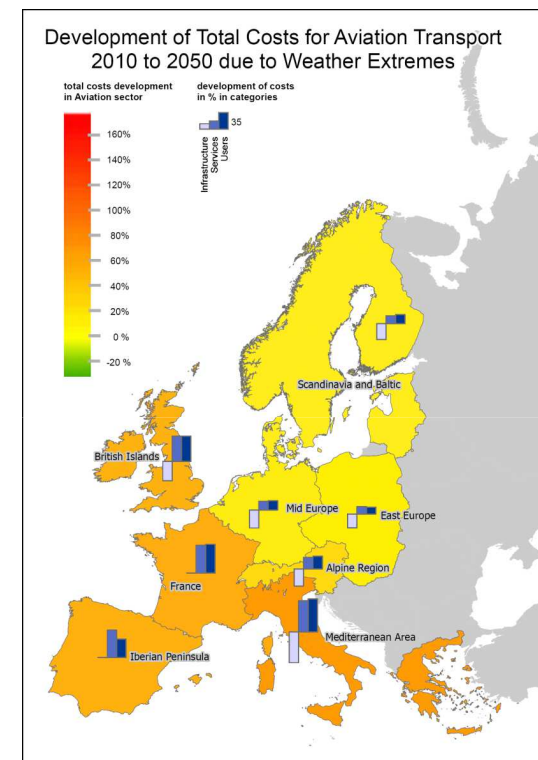 Development of Total Costs for Aviation Transport
2010 to 2050 due to Weather Extremes
total costs development
in Aviation sector
development of costs
in % in categories
35
Infrastructure
Services
Users
160%
140%
120%
100%
80%
60%
40%
20%
0 %
-20 %
Scandinavia and Baltic
British Islands
Mid Europe
East Europe
Alpine Region
France
Mediterranean Area
Iberian Peninsula